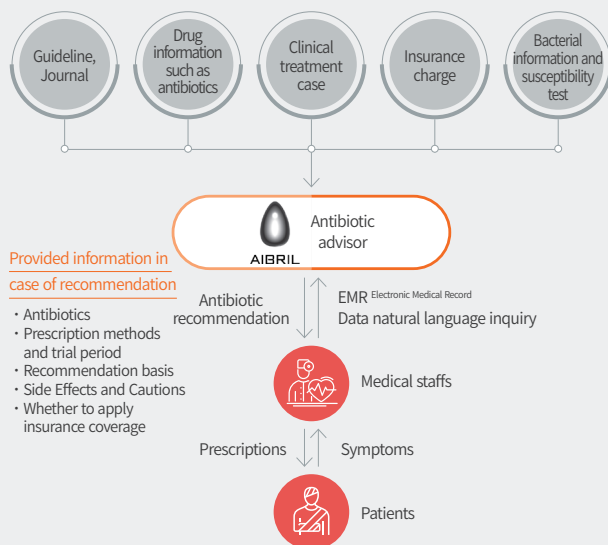 Guideline,
Journal
Drug
information
such as
antibiotics
Clinical
treatment
case
Insurance
charge
Bacterial
information and
susceptibility
test
AIBRIL
Antibiotic
advisor
Provided information in
case of recommendation
· Antibiotics
· Prescription methods
and trial period
· Recommendation basis
· Side Effects and Cautions
· Whether to apply
insurance coverage
Antibiotic
recommendation
EMR Electronic Medical Record
Data natural language inquiry
Medical staffs
Prescriptions
Symptoms
Patients